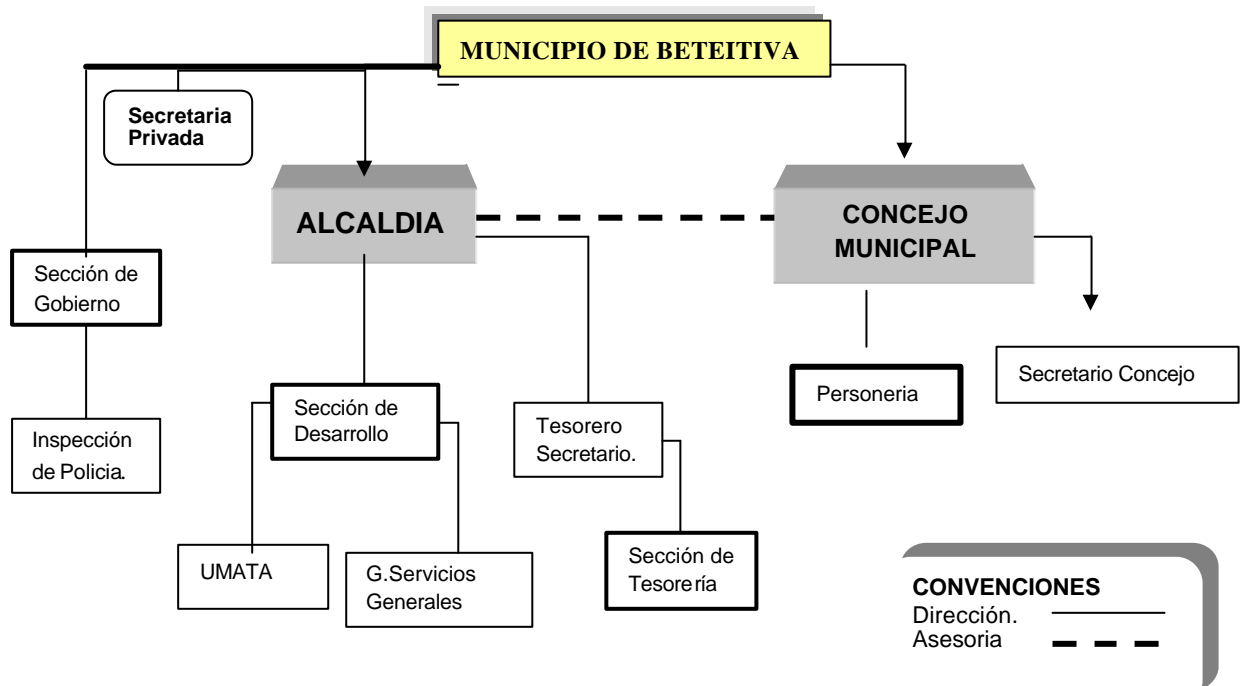 MUNICIPIO DE BETEITIVA
Secretaria
Privada
ALCALDIA
CONCEJO
MUNICIPAL
Sección de
Gobierno
Secretario Concejo
Personeria
Sección de
Desarrollo
Tesorero
Secretario.
Inspección
de Policia.
UMATA
G.Servicios
Generales
Sección de
Tesorería
CONVENCIONES
Dirección.
Asesoria